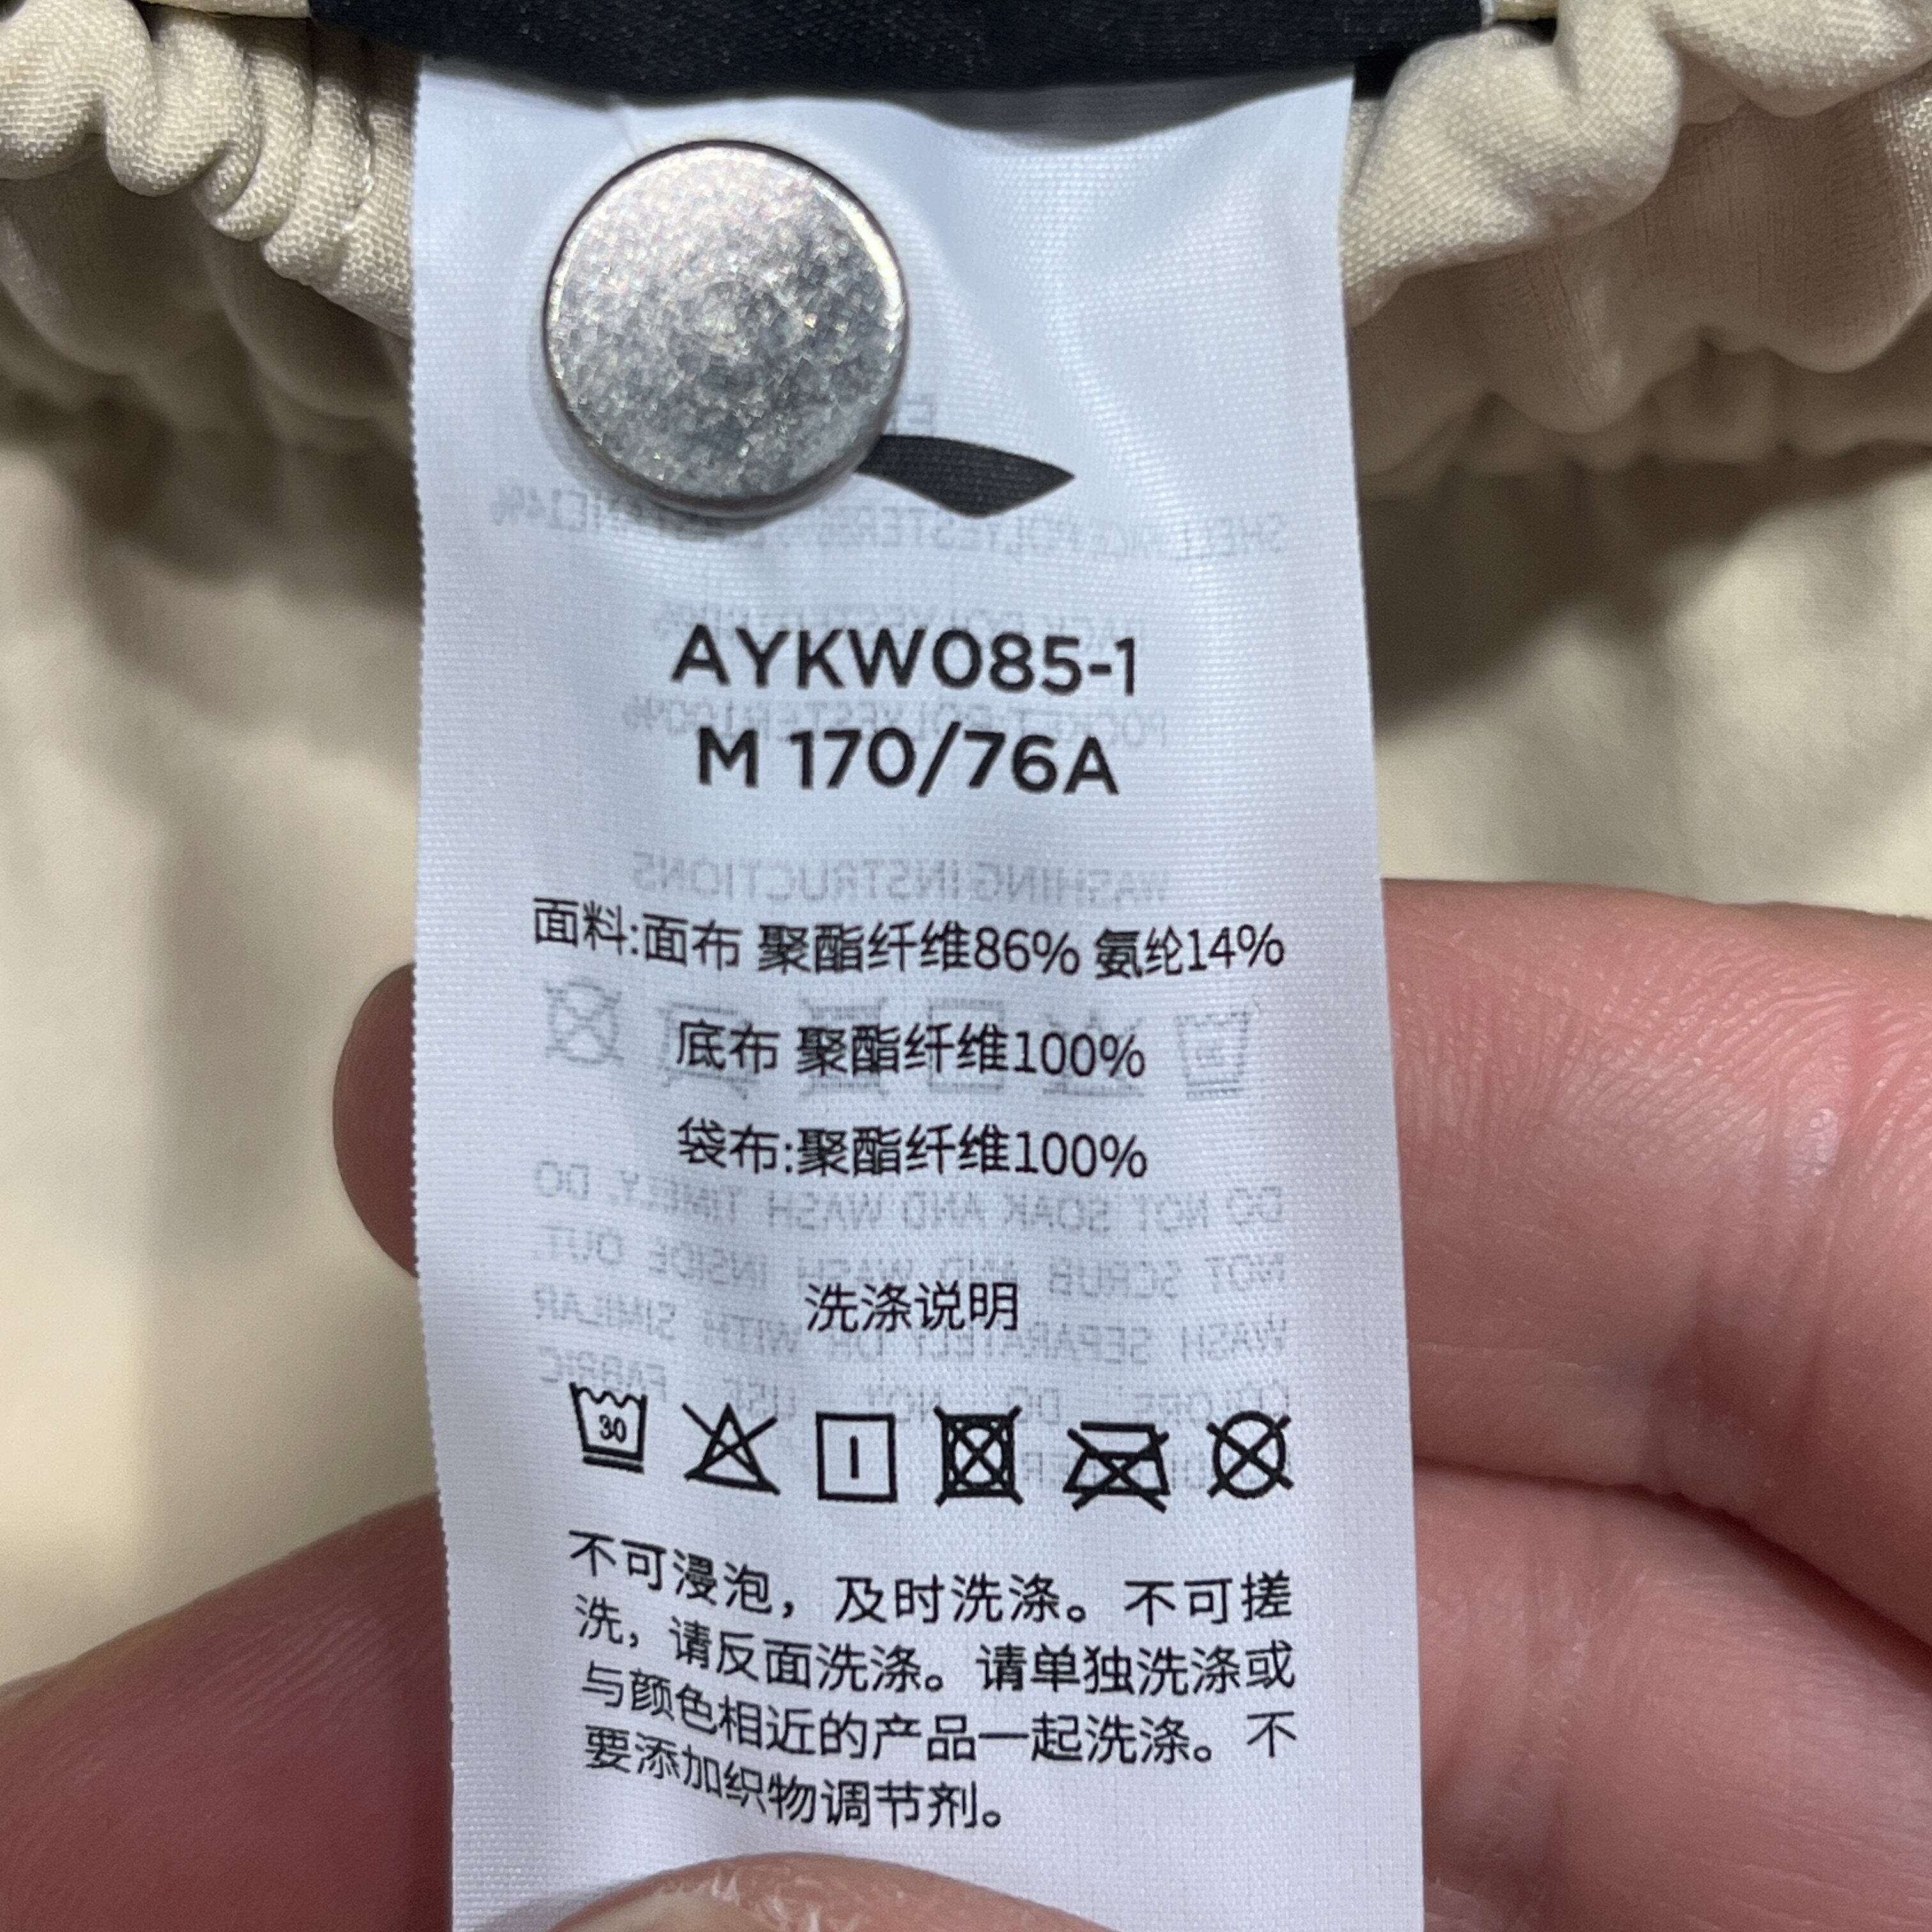 AYKW085-1
M 170/76A
面料:面布 聚酯纤维86% 氨纶14%
底布 聚酯纤维100%
袋布:聚酯纤维100%
洗涤说明
30
不可浸泡，及时洗涤。不可搓
洗，请反面洗涤。请单独洗涤或
与颜色相近的产品一起洗涤。不
要添加织物调节剂。